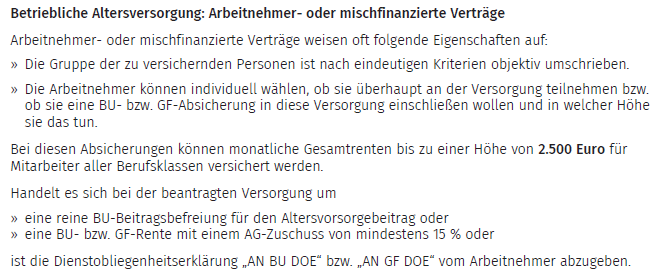 Betriebliche Altersversorgung: Arbeitnehmer- oder mischfinanzierte Verträge
Arbeitnehmer- oder mischfinanzierte Verträge weisen oft folgende Eigenschaften auf:
» Die Gruppe der zu versichernden Personen ist nach eindeutigen Kriterien objektiv umschrieben.
» Die Arbeitnehmer können individuell wählen, ob sie überhaupt an der Versorgung teilnehmen bzw.
ob sie eine BU- bzw. GF-Absicherung in diese Versorgung einschließen wollen und in welcher Höhe
sie das tun.
Bei diesen Absicherungen können monatliche Gesamtrenten bis zu einer Höhe von 2.500 Euro für
Mitarbeiter aller Berufsklassen versichert werden.
Handelt es sich bei der beantragten Versorgung um
» eine reine BU-Beitragsbefreiung für den Altersvorsorgebeitrag oder
» eine BU- bzw. GF-Rente mit einem AG-Zuschuss von mindestens 15 % oder
ist die Dienstobliegenheitserklärung „AN BU DOE“ bzw. „AN GF DOE“ vom Arbeitnehmer abzugeben.